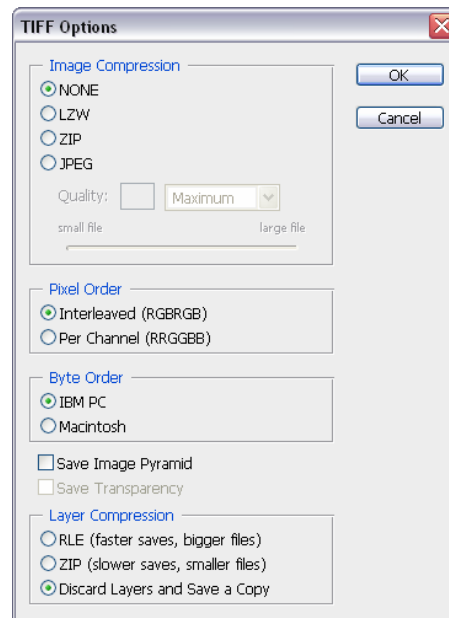 TIFF Options
Image Compression
NONE
LZW
ZIP
JPEG
Quality: Maximum
small file large file
OK
Cancel
Pixel Order
Interleaved (RGBRGB)
Per Channel (RRGGBB)
Byte Order
IBM PC
Macintosh
Save Image Pyramid
Save Transparency
Layer Compression
RLE (faster saves, bigger files)
ZIP (slower saves, smaller files)
Discard Layers and Save a Copy